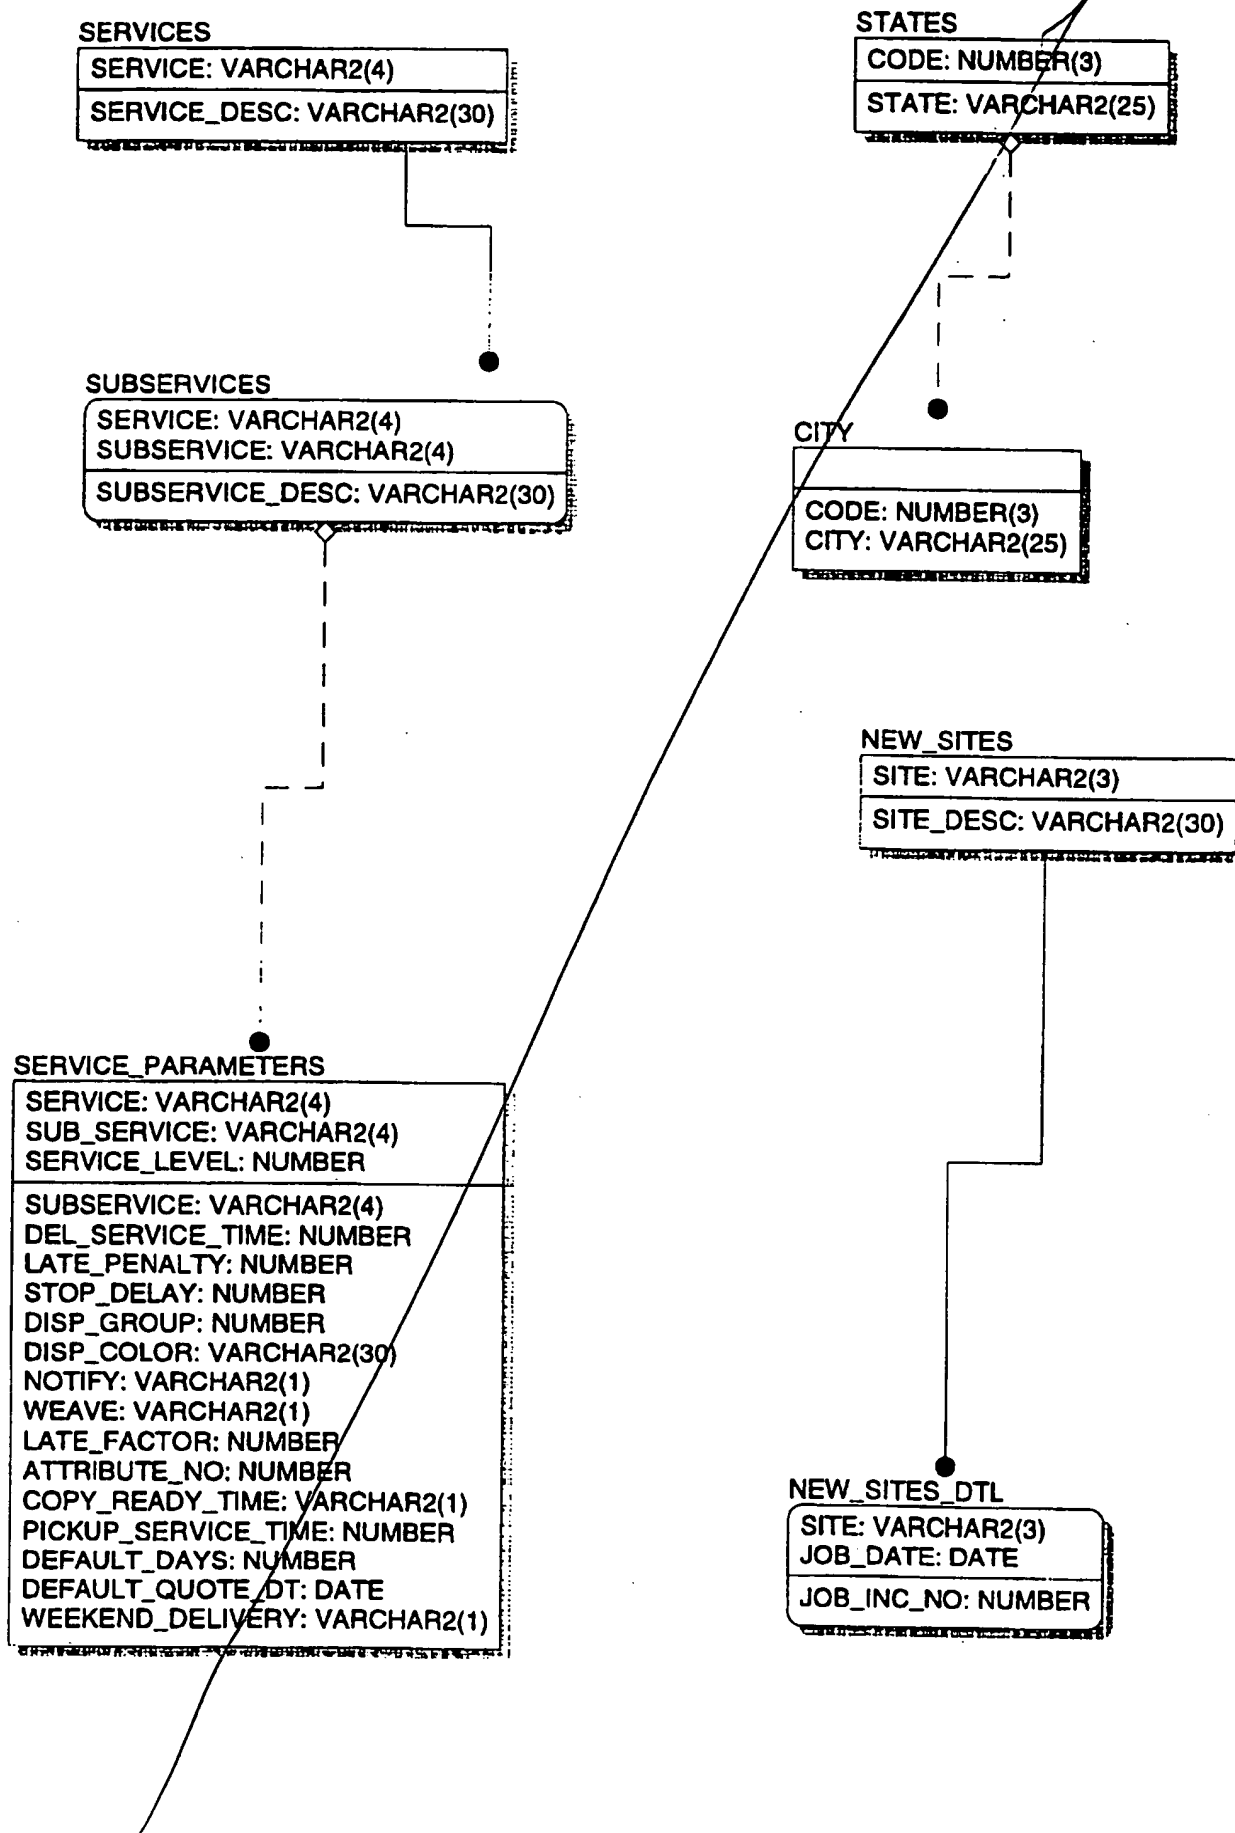 SERVICES
SERVICE: VARCHAR2(4)
SERVICE_DESC: VARCHAR2(30)
SUBSERVICES
SERVICE: VARCHAR2(4)
SUBSERVICE: VARCHAR2(4)
SUBSERVICE_DESC: VARCHAR2(30)
SERVICE_PARAMETERS
SERVICE: VARCHAR2(4)
SUB_SERVICE: VARCHAR2(4)
SERVICE_LEVEL: NUMBER
SUBSERVICE: VARCHAR2(4)
DEL_SERVICE_TIME: NUMBER
LATE_PENALTY: NUMBER
STOP_DELAY: NUMBER
DISP_GROUP: NUMBER
DISP_COLOR: VARCHAR2(30)
NOTIFY: VARCHAR2(1)
WEAVE: VARCHAR2(1)
LATE_FACTOR: NUMBER
ATTRIBUTE_NO: NUMBER
COPY_READY_TIME: VARCHAR2(1)
PICKUP_SERVICE_TIME: NUMBER
DEFAULT_DAYS: NUMBER
DEFAULT_QUOTE_DT: DATE
WEEKEND_DELIVERY: VARCHAR2(1)
STATES
CODE: NUMBER(3)
STATE: VARCHAR2(25)
CITY
CODE: NUMBER(3)
CITY: VARCHAR2(25)
NEW_SITES
SITE: VARCHAR2(3)
SITE_DESC: VARCHAR2(30)
NEW_SITES_DTL
SITE: VARCHAR2(3)
JOB_DATE: DATE
JOB_INC_NO: NUMBER